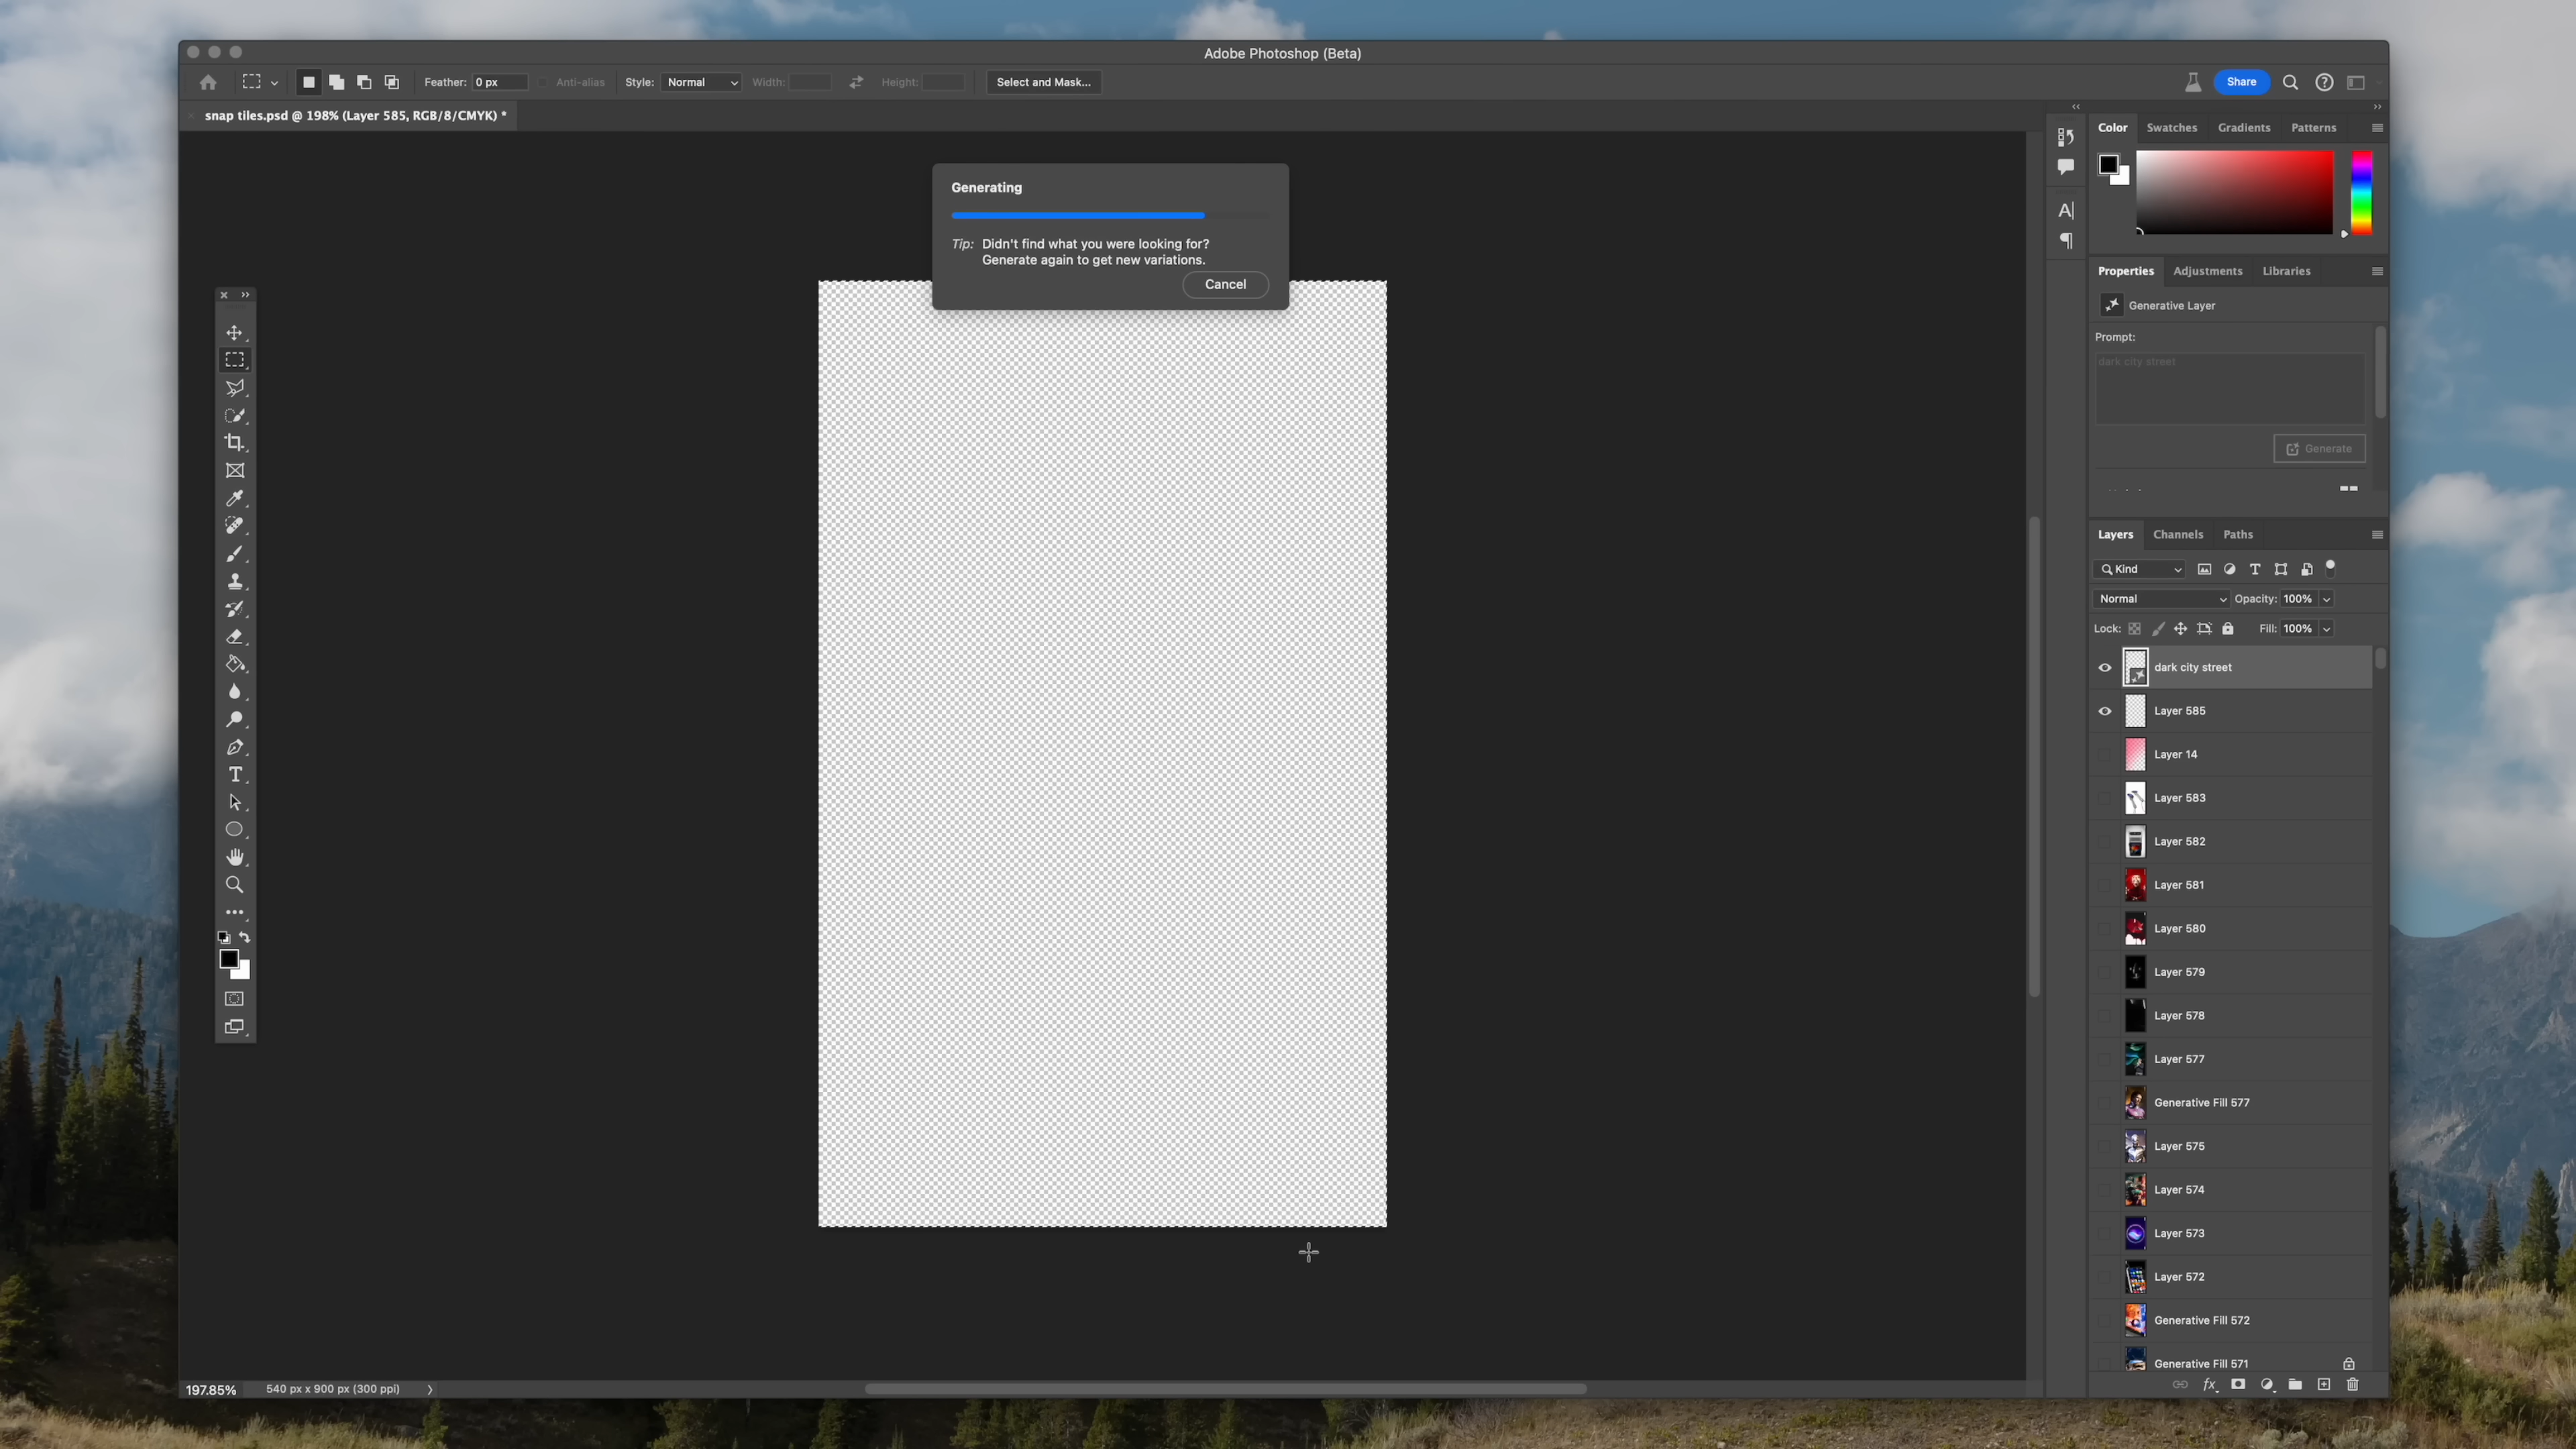 Adobe Photoshop (Beta)
Feather: 0 px
Anti-alias
Style: Normal
Width:
Height:
Select and Mask...
Share
snap tiles.psd @ 198% (Layer 585, RGB/8/CMYK) *
Color
Swatches
Gradients
Patterns
Generating
Tip: Didn't find what you were looking for?
Generate again to get new variations.
Cancel
Properties
Adjustments
Libraries
Generative Layer
Prompt:
dark city street
Generate
Layers
Channels
Paths
Kind
Normal
Opacity: 100%
Lock:
Fill: 100%
dark city street
Layer 585
Layer 14
Layer 583
Layer 582
Layer 581
Layer 580
Layer 579
Layer 578
Layer 577
Generative Fill 577
Layer 575
Layer 574
Layer 573
Layer 572
Generative Fill 572
Generative Fill 571
197.85%
540 px x 900 px (300 ppi)